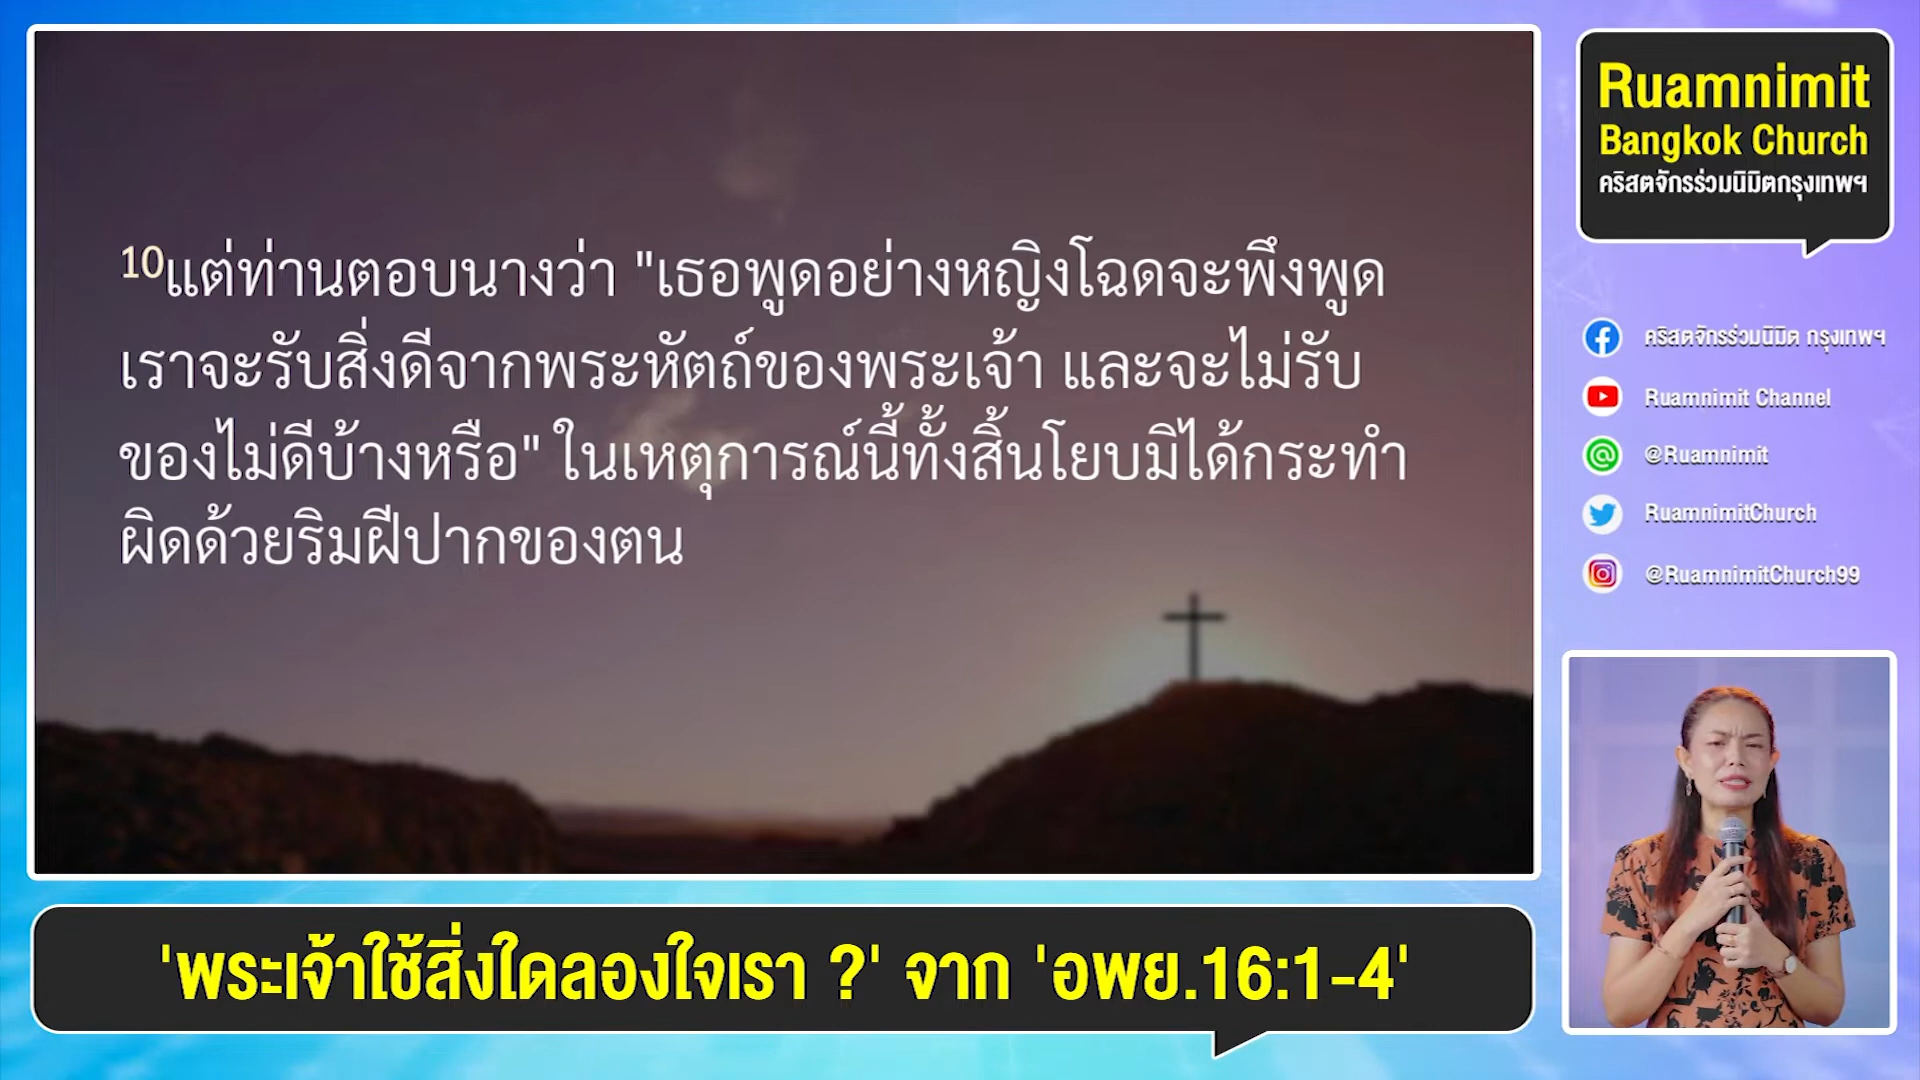 10แต่ท่านตอบนางว่า "เธอพูดอย่างหญิงโฉดจะพึงพูด
เราจะรับสิ่งดีจากพระหัตถ์ของพระเจ้า และจะไม่รับ
ของไม่ดีบ้างหรือ" ในเหตุการณ์นี้ทั้งสิ้นโยบมิได้กระทำ
ผิดด้วยริมฝีปากของตน
'พระเจ้าใช้สิ่งใดลองใจเรา ?' จาก 'อพย.16:1-4'
Ruamnimit
Bangkok Church
คริสตจักรร่วมนิมิตกรุงเทพฯ
คริสตจักรร่วมนิมิต กรุงเทพฯ
Ruamnimit Channel
@Ruamnimit
RuamnimitChurch
@RuamnimitChurch99